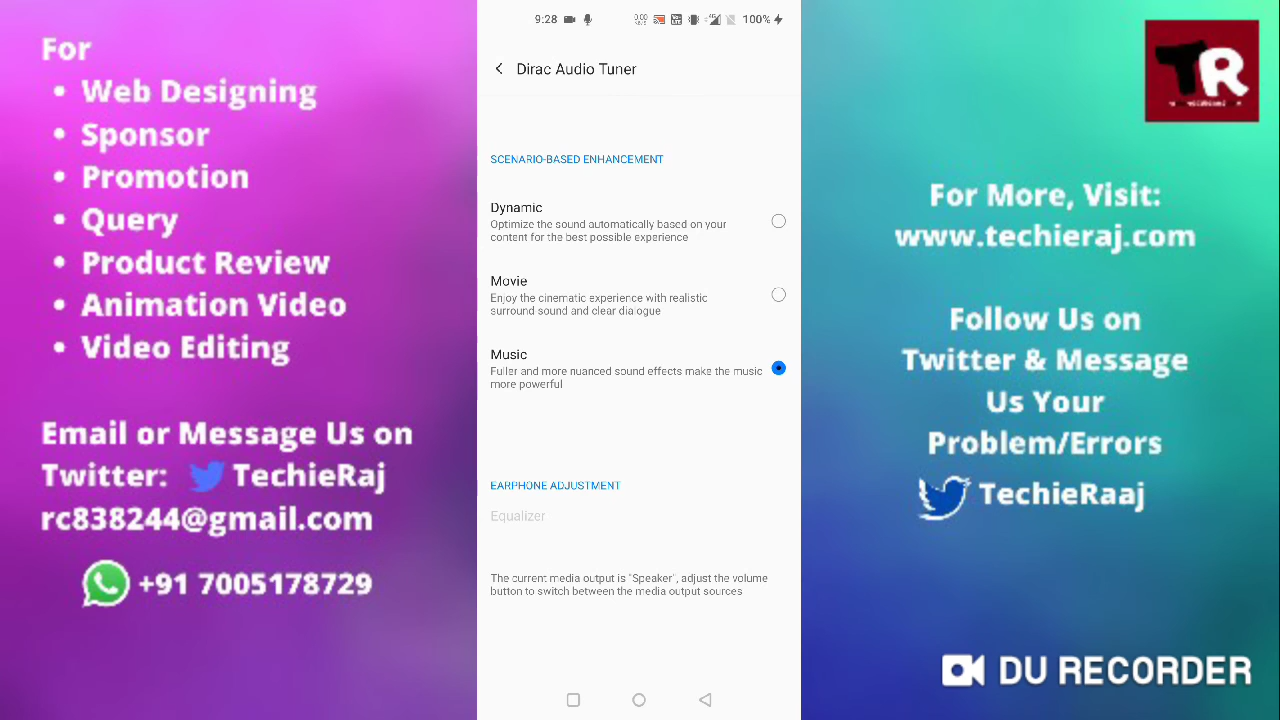 For
• Web Designing
• Sponsor
• Promotion
• Query
• Product Review
• Animation Video
• Video Editing
Email or Message Us on
Twitter: TechieRaj
rc838244@gmail.com
+91 7005178729
9:28
100%
Dirac Audio Tuner
SCENARIO-BASED ENHANCEMENT
Dynamic
Optimize the sound automatically based on your
content for the best possible experience
Movie
Enjoy the cinematic experience with realistic
surround sound and clear dialogue
Music
Fuller and more nuanced sound effects make the music
more powerful
EARPHONE ADJUSTMENT
Equalizer
The current media output is "Speaker", adjust the volume
button to switch between the media output sources
TR
For More, Visit:
www.techieraj.com
Follow Us on
Twitter & Message
Us Your
Problem/Errors
TechieRaaj
DU RECORDER